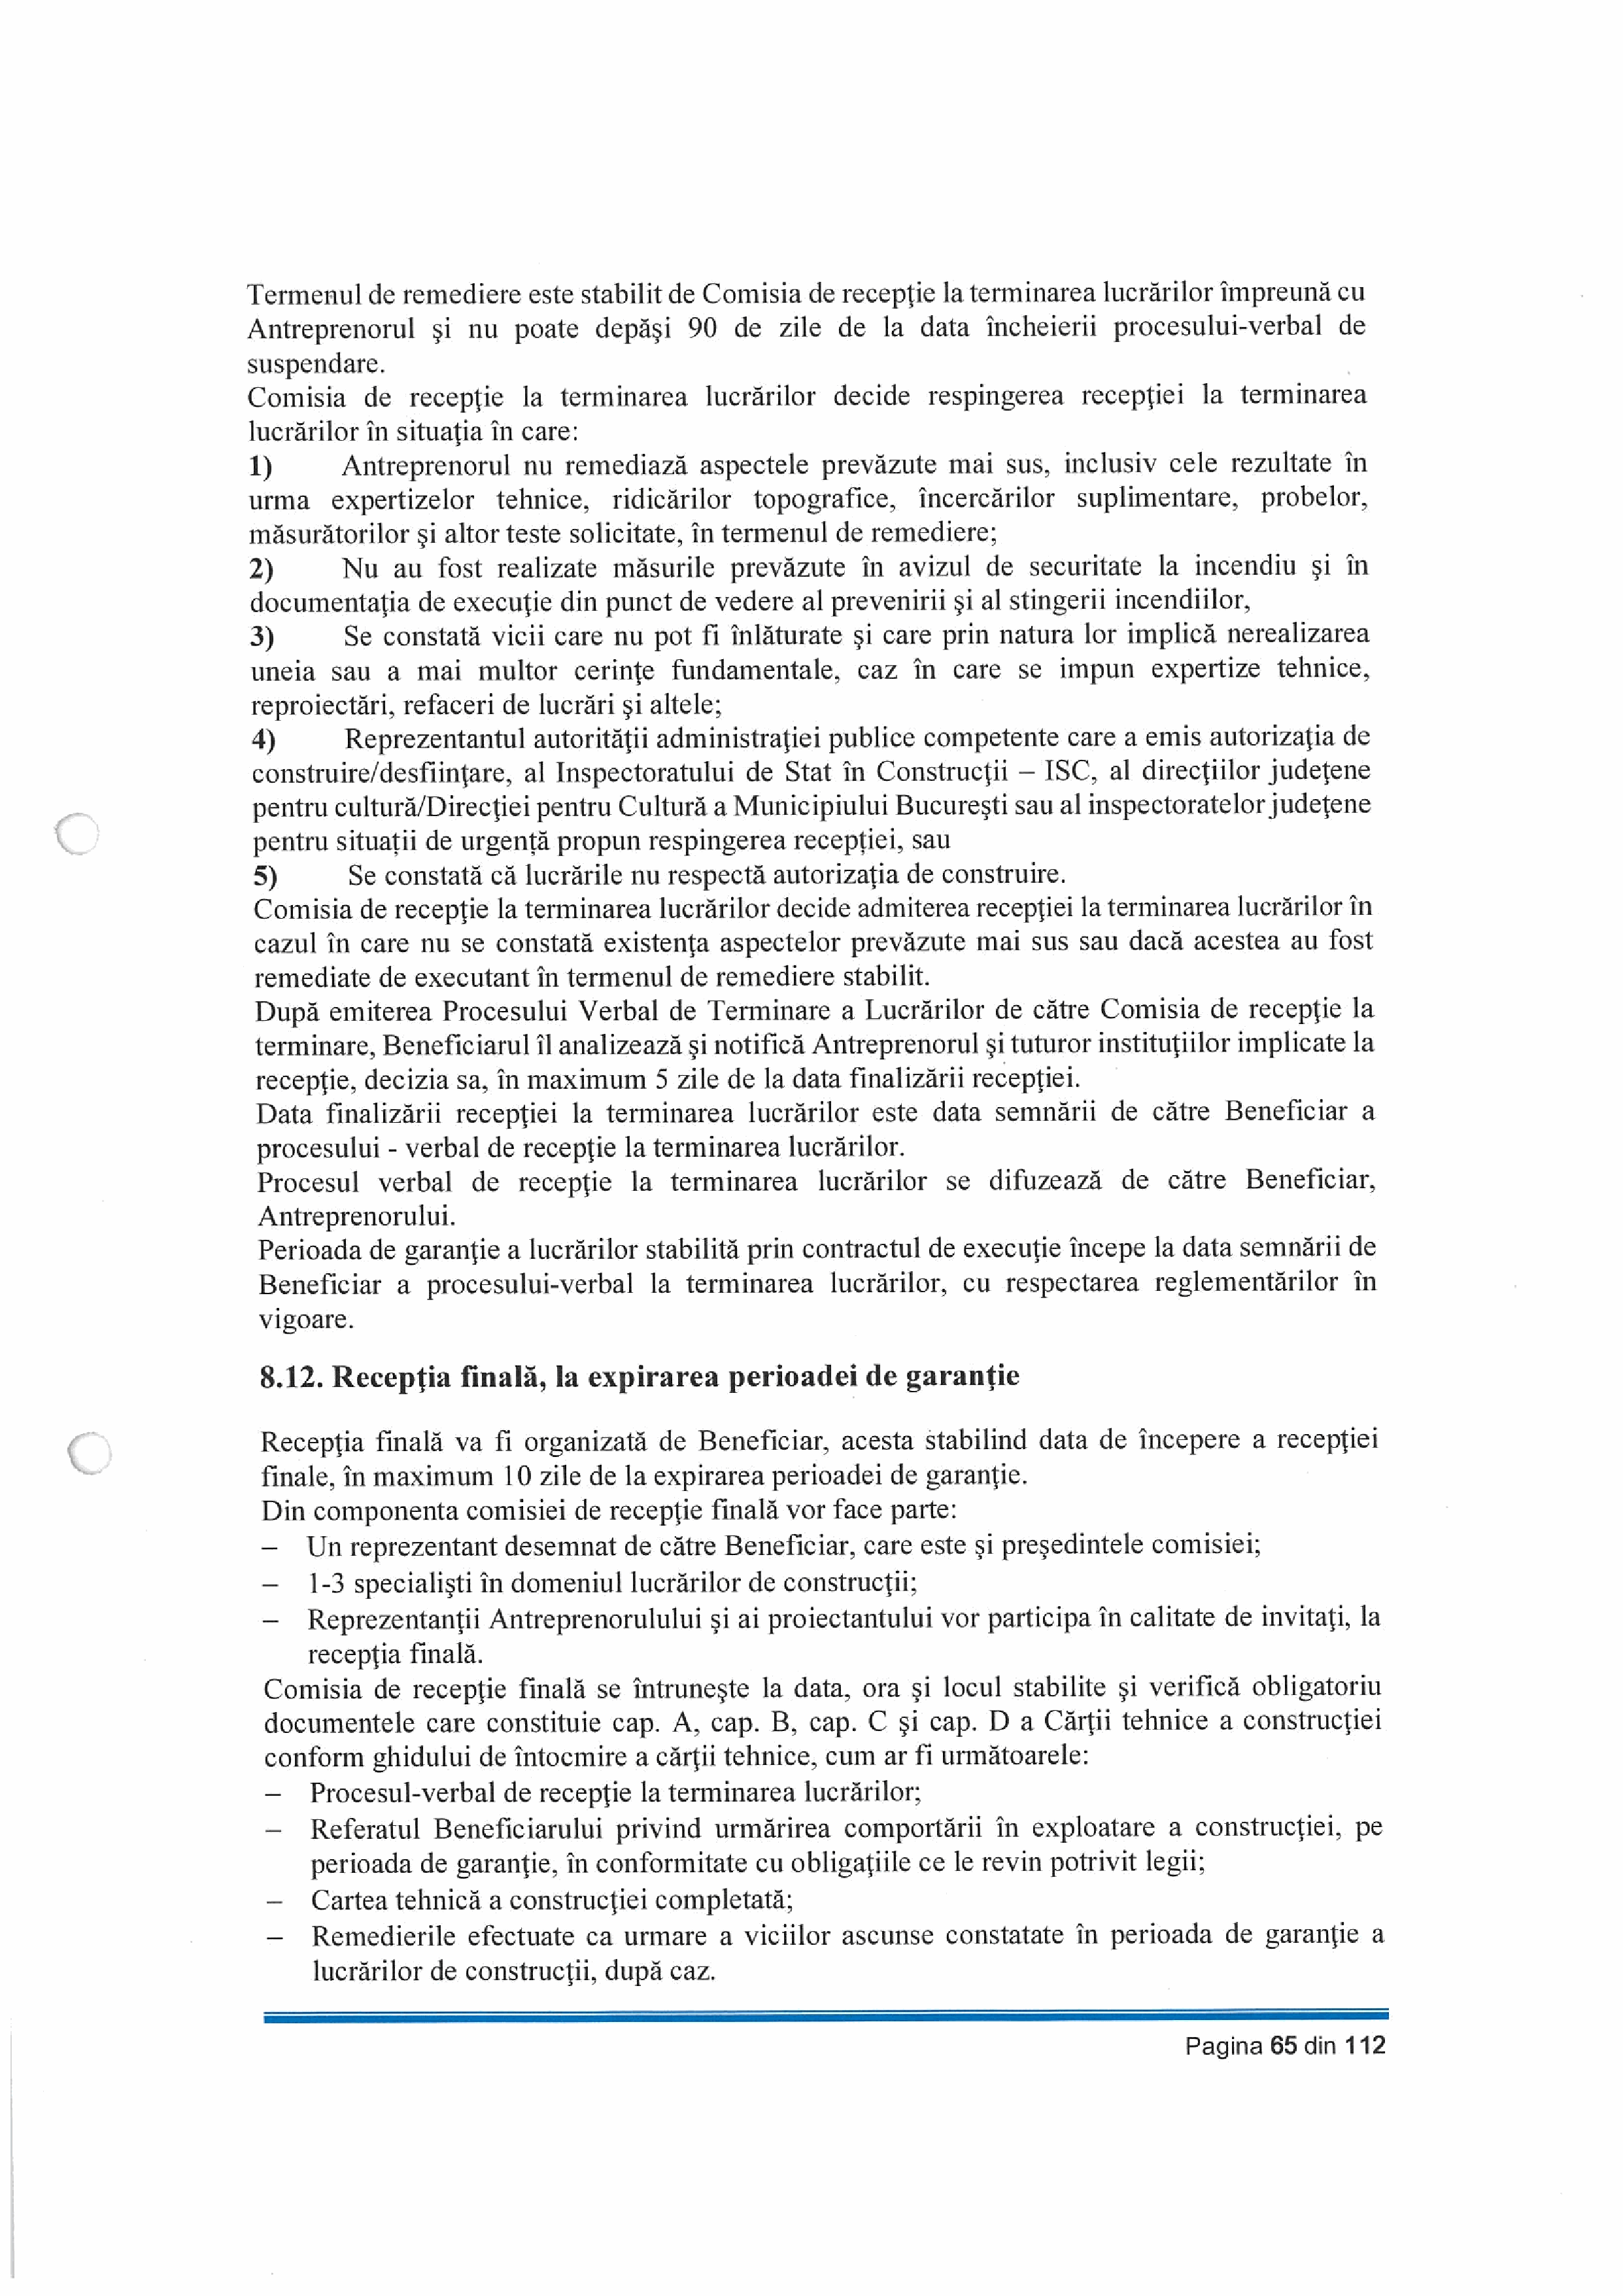 Termenul de remediere este stabilit de Comisia de recepţie la terminarea lucrărilor împreună cu
Antreprenorul şi nu poate depăşi 90 de zile de la data încheierii procesului-verbal de
suspendare.
Comisia de recepţie la terminarea lucrărilor decide respingerea recepţiei la terminarea
lucrărilor în situaţia în care:
1) Antreprenorul nu remediază aspectele prevăzute mai sus, inclusiv cele rezultate în
urma expertizelor tehnice, ridicărilor topografice, încercărilor suplimentare, probelor,
măsurătorilor şi altor teste solicitate, în termenul de remediere;
2) Nu au fost realizate măsurile prevăzute în avizul de securitate la incendiu şi în
documentaţia de execuţie din punct de vedere al prevenirii şi al stingerii incendiilor,
3) Se constată vicii care nu pot fi înlăturate şi care prin natura lor implică nerealizarea
uneia sau a mai multor cerinţe fundamentale, caz în care se impun expertize tehnice,
reproiectări, refaceri de lucrări şi altele;
4) Reprezentantul autorităţii administraţiei publice competente care a emis autorizaţia de
construire/desfiinţare, al Inspectoratului de Stat în Construcţii – ISC, al direcţiilor judeţene
pentru cultură/Direcţiei pentru Cultură a Municipiului Bucureşti sau al inspectoratelor judeţene
pentru situaţii de urgenţă propun respingerea recepţiei, sau
5) Se constată că lucrările nu respectă autorizaţia de construire.
Comisia de recepţie la terminarea lucrărilor decide admiterea recepţiei la terminarea lucrărilor în
cazul în care nu se constată existenţa aspectelor prevăzute mai sus sau dacă acestea au fost
remediate de executant în termenul de remediere stabilit.
După emiterea Procesului Verbal de Terminare a Lucrărilor de către Comisia de recepţie la
terminare, Beneficiarul îl analizează şi notifică Antreprenorul şi tuturor instituţiilor implicate la
recepţie, decizia sa, în maximum 5 zile de la data finalizării recepţiei.
Data finalizării recepţiei la terminarea lucrărilor este data semnării de către Beneficiar a
procesului - verbal de recepţie la terminarea lucrărilor.
Procesul verbal de recepţie la terminarea lucrărilor se difuzează de către Beneficiar,
Antreprenorului.
Perioada de garanţie a lucrărilor stabilită prin contractul de execuţie începe la data semnării de
Beneficiar a procesului-verbal la terminarea lucrărilor, cu respectarea reglementărilor în
vigoare.
8.12. Recepţia finală, la expirarea perioadei de garanţie
Recepţia finală va fi organizată de Beneficiar, acesta stabilind data de începere a recepţiei
finale, în maximum 10 zile de la expirarea perioadei de garanţie.
Din componenta comisiei de recepţie finală vor face parte:
– Un reprezentant desemnat de către Beneficiar, care este şi preşedintele comisiei;
– 1-3 specialişti în domeniul lucrărilor de construcţii;
– Reprezentanţii Antreprenorulului şi ai proiectantului vor participa în calitate de invitaţi, la
recepţia finală.
Comisia de recepţie finală se întruneşte la data, ora şi locul stabilite şi verifică obligatoriu
documentele care constituie cap. A, cap. B, cap. C şi cap. D a Cărţii tehnice a construcţiei
conform ghidului de întocmire a cărţii tehnice, cum ar fi următoarele:
– Procesul-verbal de recepţie la terminarea lucrărilor;
– Referatul Beneficiarului privind urmărirea comportării în exploatare a construcţiei, pe
perioada de garanţie, în conformitate cu obligaţiile ce le revin potrivit legii;
– Cartea tehnică a construcţiei completată;
– Remedierile efectuate ca urmare a viciilor ascunse constatate în perioada de garanţie a
lucrărilor de construcţii, după caz.
Pagina 65 din 112